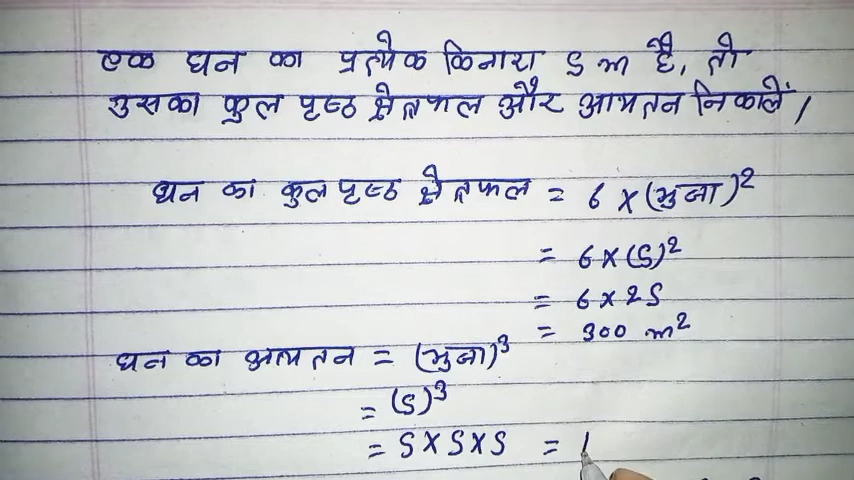 एक घन का प्रत्येक किनारा 5 m है, तो
उसका कुल पृष्ठ क्षेत्रफल और आयतन निकालें।
घन का कुल पृष्ठ क्षेत्रफल = 6 × (भुजा)²
= 6 × (5)²
= 6 × 25
= 300 m²
घन का आयतन = (भुजा)³
= (5)³
= 5 × 5 × 5 = 1